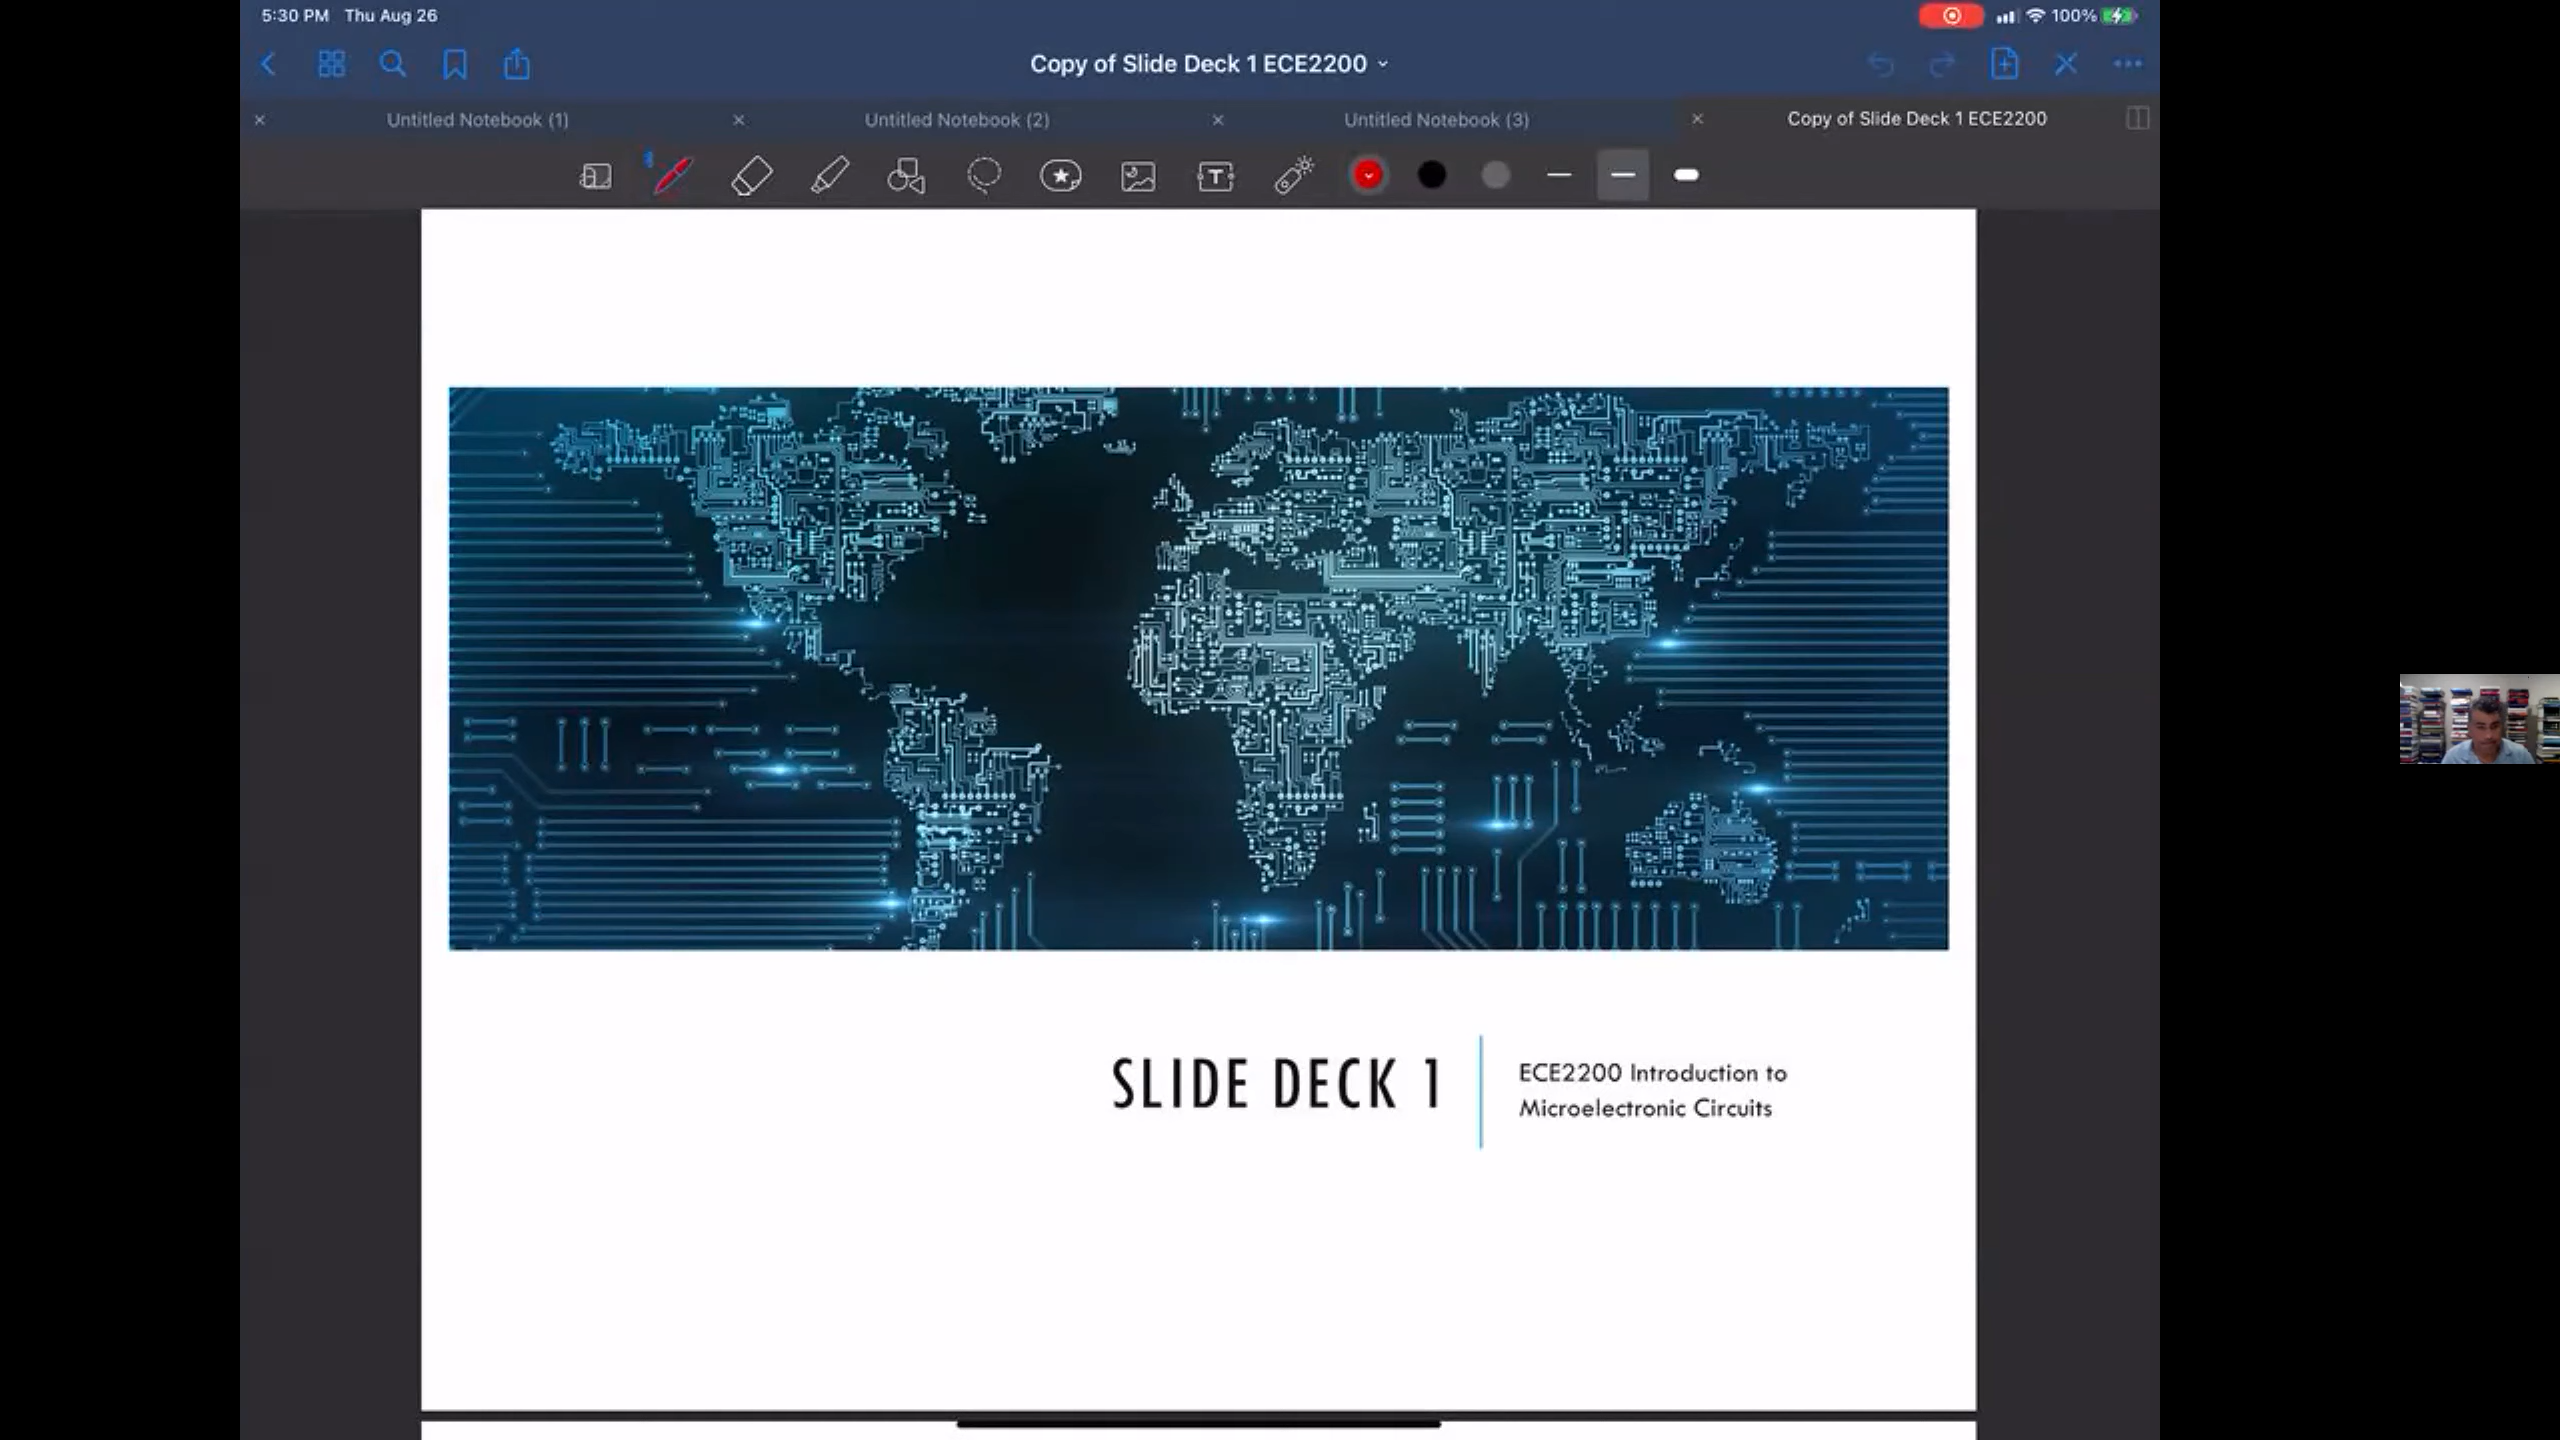 5:30 PM Thu Aug 26
100%
Copy of Slide Deck 1 ECE2200
Untitled Notebook (1)
Untitled Notebook (2)
Untitled Notebook (3)
Copy of Slide Deck 1 ECE2200
SLIDE DECK 1
ECE2200 Introduction to
Microelectronic Circuits